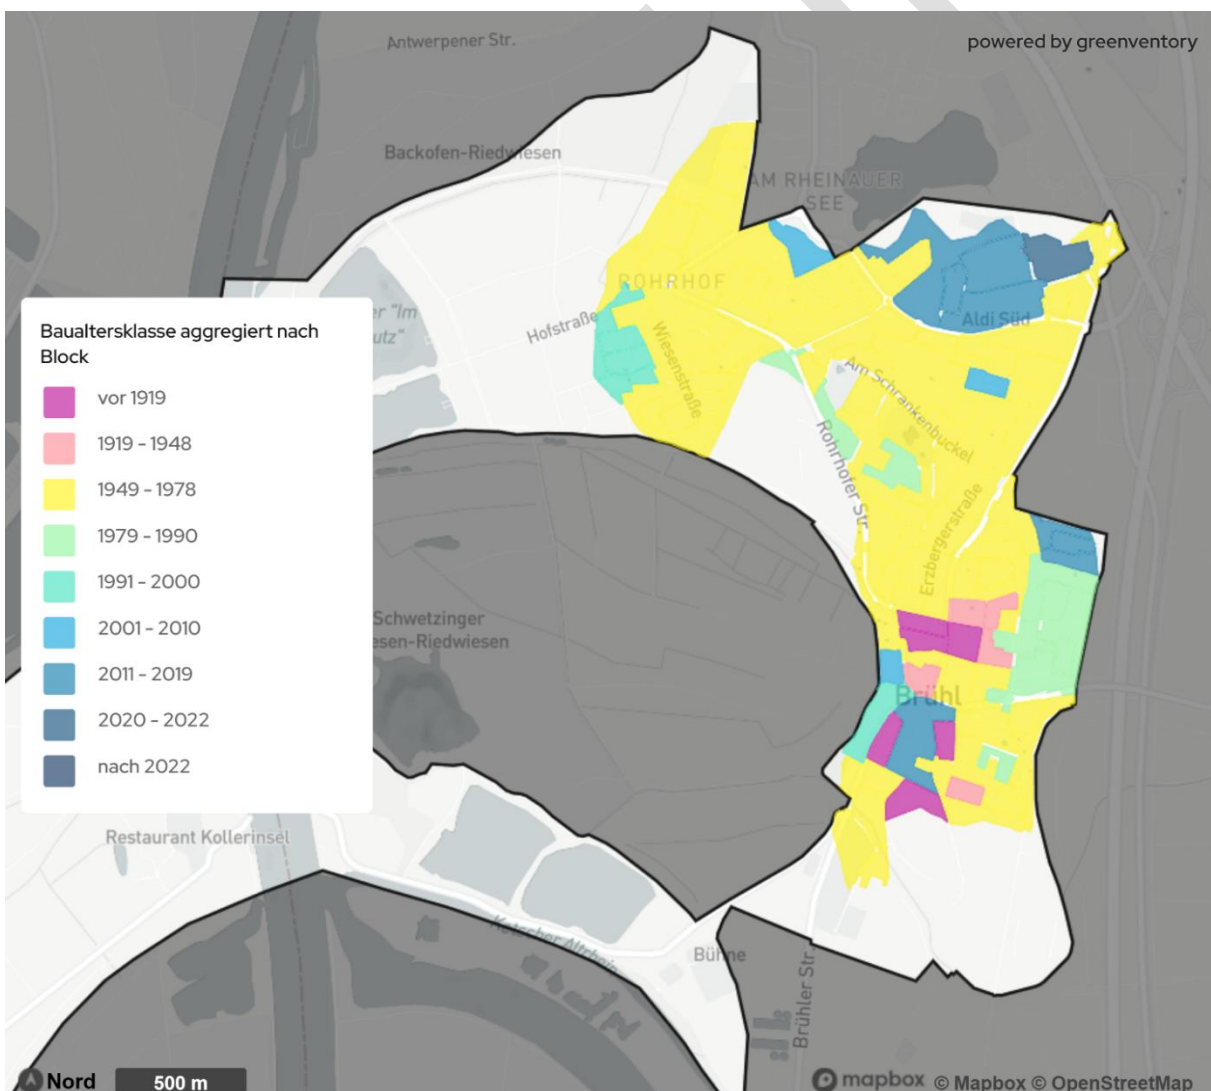 Antwerpener Str.
powered by greenventory
Backofen-Riedwiesen
AM RHEINAUER
SEE
ROHRHOF
er "Im
utz"
Hofstraße
Wiesenstraße
Aldi Süd
Am Schrankenbuckel
Rohrhofer Str.
Erzbergerstraße
Baualtersklasse aggregiert nach
Block
vor 1919
1919 - 1948
1949 - 1978
1979 - 1990
1991 - 2000
2001 - 2010
2011 - 2019
2020 - 2022
nach 2022
Schwetzinger
esen-Riedwiesen
Brühl
Restaurant Kollerinsel
Ketscher Altrhein
Bühne
Brühler Str.
Nord
500 m
mapbox
© Mapbox © OpenStreetMap